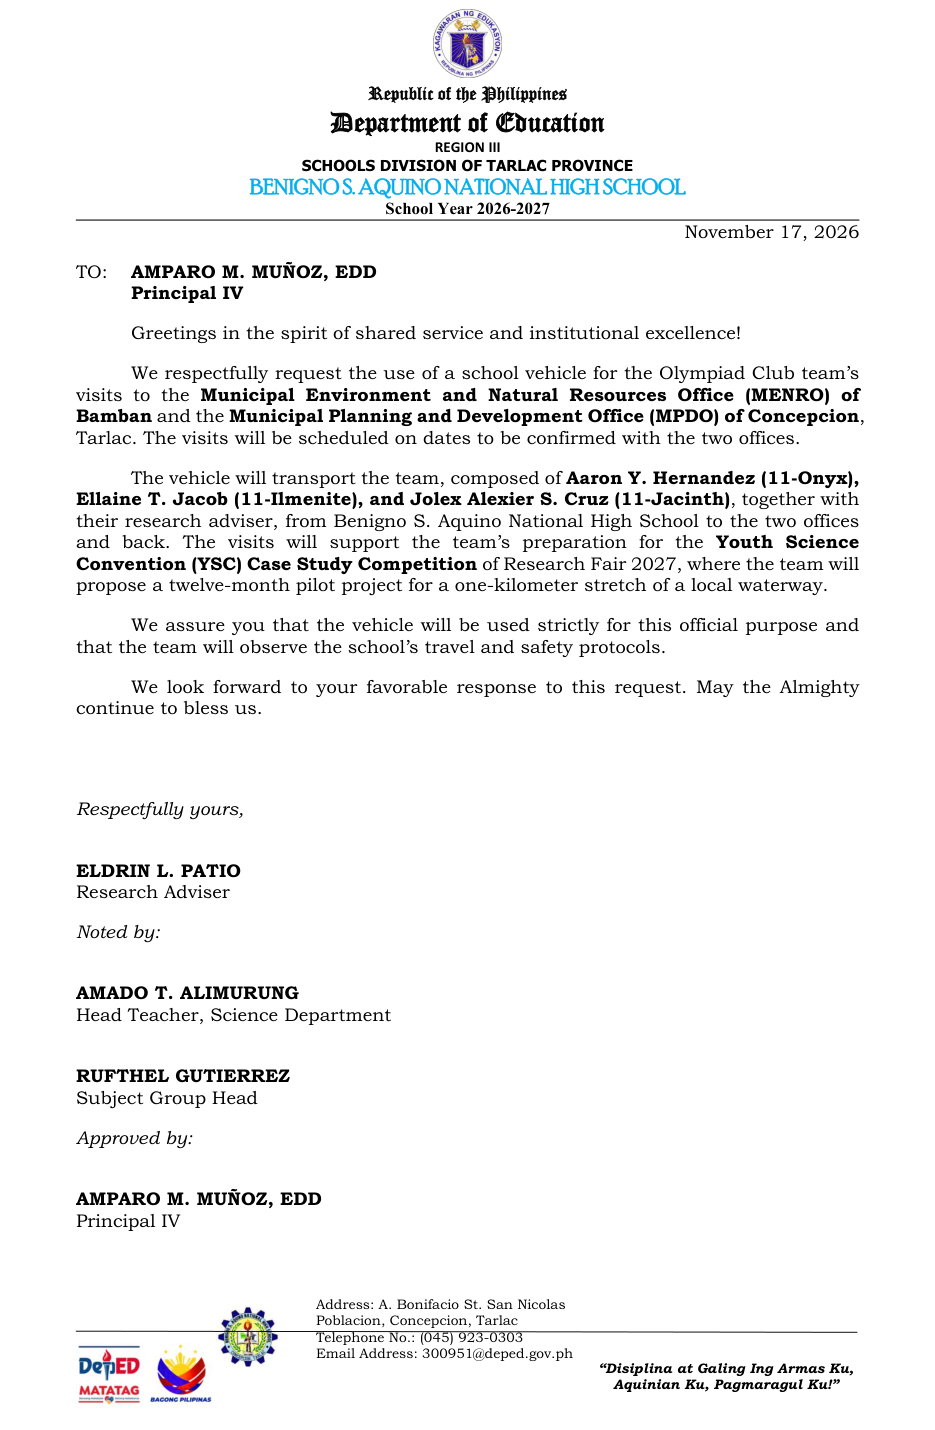 KAGAWARAN NG EDUKASYON
REPUBLIKA NG PILIPINAS
Republic of the Philippines
Department of Education
REGION III
SCHOOLS DIVISION OF TARLAC PROVINCE
BENIGNO S. AQUINO NATIONAL HIGH SCHOOL
School Year 2026-2027
November 17, 2026
TO: AMPARO M. MUÑOZ, EDD
Principal IV
Greetings in the spirit of shared service and institutional excellence!
We respectfully request the use of a school vehicle for the Olympiad Club team’s
visits to the Municipal Environment and Natural Resources Office (MENRO) of
Bamban and the Municipal Planning and Development Office (MPDO) of Concepcion,
Tarlac. The visits will be scheduled on dates to be confirmed with the two offices.
The vehicle will transport the team, composed of Aaron Y. Hernandez (11-Onyx),
Ellaine T. Jacob (11-Ilmenite), and Jolex Alexier S. Cruz (11-Jacinth), together with
their research adviser, from Benigno S. Aquino National High School to the two offices
and back. The visits will support the team’s preparation for the Youth Science
Convention (YSC) Case Study Competition of Research Fair 2027, where the team will
propose a twelve-month pilot project for a one-kilometer stretch of a local waterway.
We assure you that the vehicle will be used strictly for this official purpose and
that the team will observe the school’s travel and safety protocols.
We look forward to your favorable response to this request. May the Almighty
continue to bless us.
Respectfully yours,
ELDRIN L. PATIO
Research Adviser
Noted by:
AMADO T. ALIMURUNG
Head Teacher, Science Department
RUFTHEL GUTIERREZ
Subject Group Head
Approved by:
AMPARO M. MUÑOZ, EDD
Principal IV
Address: A. Bonifacio St. San Nicolas
Poblacion, Concepcion, Tarlac
Telephone No.: (045) 923-0303
Email Address: 300951@deped.gov.ph
DepED
MATATAG
BAGONG PILIPINAS
“Disiplina at Galing Ing Armas Ku,
Aquinian Ku, Pagmaragul Ku!”